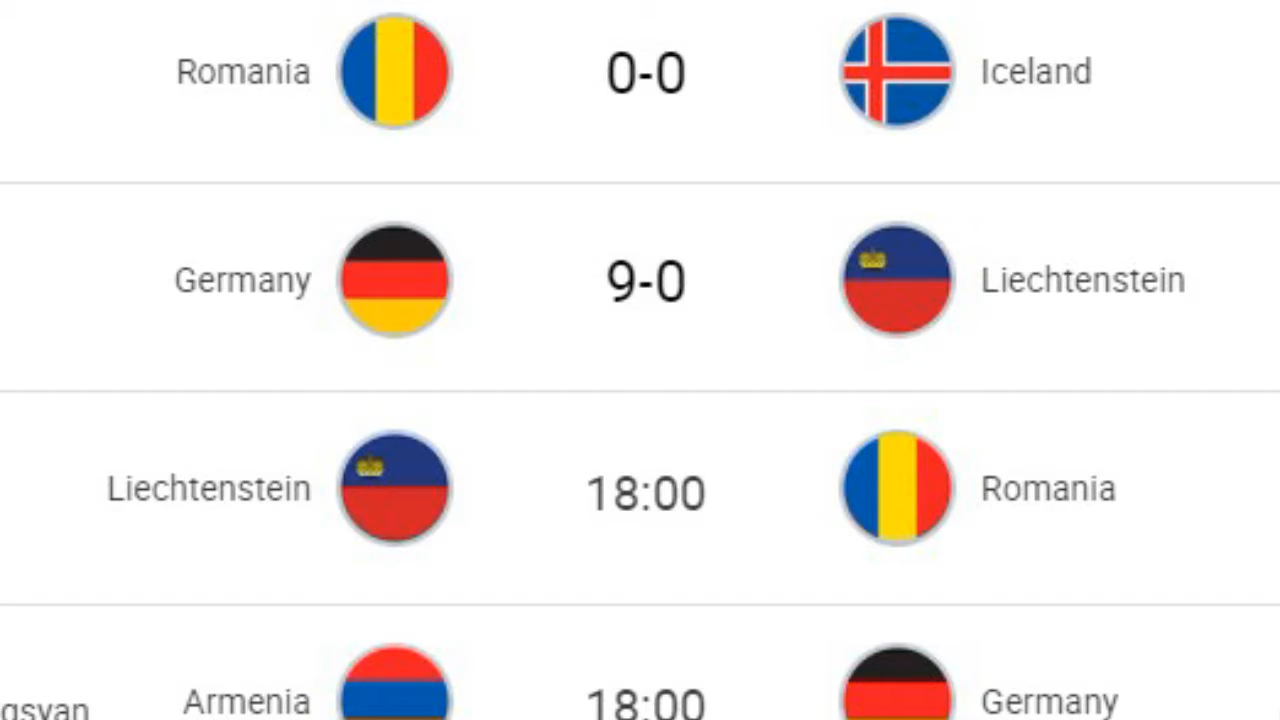 Romania 0-0 Iceland
Germany 9-0 Liechtenstein
Liechtenstein 18:00 Romania
Armenia 18:00 Germany